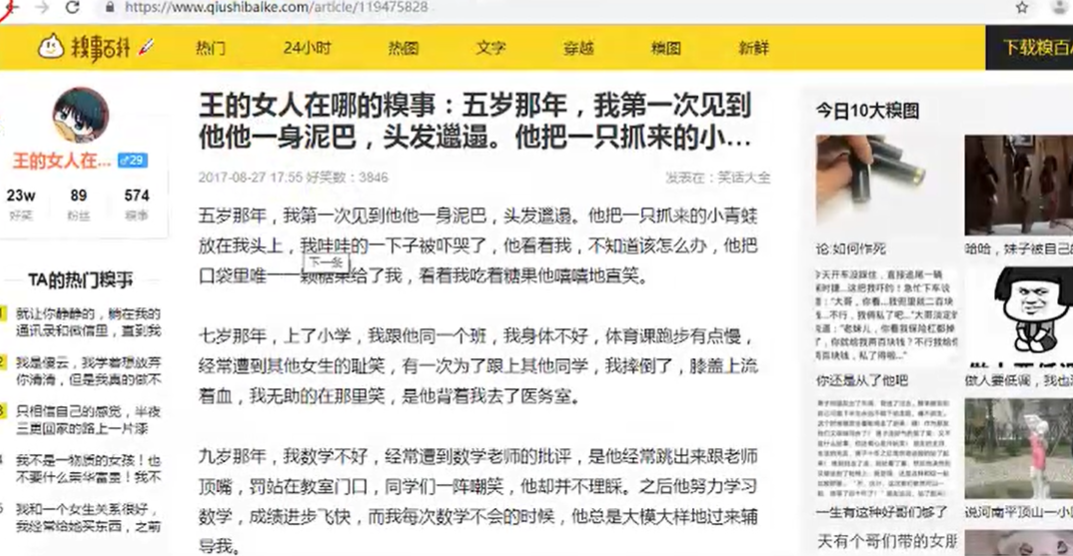 https://www.qiushibaike.com/article/119475828
糗事百科
热门
24小时
热图
文字
穿越
糗图
新鲜
下载糗百
王的女人在...
29
23w
89
574
好笑
粉丝
糗事
TA的热门糗事
就让你静静的，躺在我的
通讯录和微信里，直到我
我是傻云，我学着想放弃
你清清，但是我真的做不
只相信自己的感觉，半夜
三更回家的路上一片漆
我不是一物质的女孩！也
不要什么荣华富贵！我不
我和一个女生关系很好，
我经常给她买东西，之前
王的女人在哪的糗事：五岁那年，我第一次见到
他他一身泥巴，头发邋遢。他把一只抓来的小...
2017-08-27 17:55 好笑数：3846
发表在：笑话大全
五岁那年，我第一次见到他他一身泥巴，头发邋遢。他把一只抓来的小青蛙
放在我头上，我哇哇的一下子被吓哭了，他看着我，不知道该怎么办，他把
下一条
口袋里唯一一颗糖果给了我，看着我吃着糖果他嘻嘻地直笑。
七岁那年，上了小学，我跟他同一个班，我身体不好，体育课跑步有点慢，
经常遭到其他女生的耻笑，有一次为了跟上其他同学，我摔倒了，膝盖上流
着血，我无助的在那里笑，是他背着我去了医务室。
九岁那年，我数学不好，经常遭到数学老师的批评，是他经常跳出来跟老师
顶嘴，罚站在教室门口，同学们一阵嘲笑，他却并不理睬。之后他努力学习
数学，成绩进步飞快，而我每次数学不会的时候，他总是大模大样地过来辅
导我。
今日10大糗图
论:如何作死
哈哈，妹子被自己
今天开车没踩住，直接追尾一辆
你还是从了他吧
做人要低调，我也
一生有这种好哥们够了
说河南平顶山一小
天有个哥们带的女朋